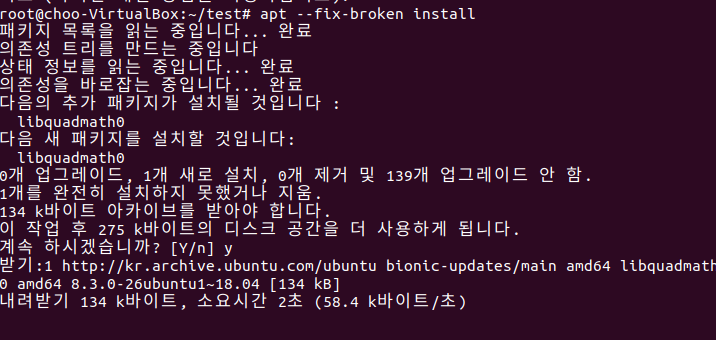 root@choo-VirtualBox:~/test# apt --fix-broken install
패키지 목록을 읽는 중입니다... 완료
의존성 트리를 만드는 중입니다
상태 정보를 읽는 중입니다... 완료
의존성을 바로잡는 중입니다... 완료
다음의 추가 패키지가 설치될 것입니다 :
libquadmath0
다음 새 패키지를 설치할 것입니다:
libquadmath0
0개 업그레이드, 1개 새로 설치, 0개 제거 및 139개 업그레이드 안 함.
1개를 완전히 설치하지 못했거나 지움.
134 k바이트 아카이브를 받아야 합니다.
이 작업 후 275 k바이트의 디스크 공간을 더 사용하게 됩니다.
계속 하시겠습니까? [Y/n] y
받기:1 http://kr.archive.ubuntu.com/ubuntu bionic-updates/main amd64 libquadmath
0 amd64 8.3.0-26ubuntu1~18.04 [134 kB]
내려받기 134 k바이트, 소요시간 2초 (58.4 k바이트/초)